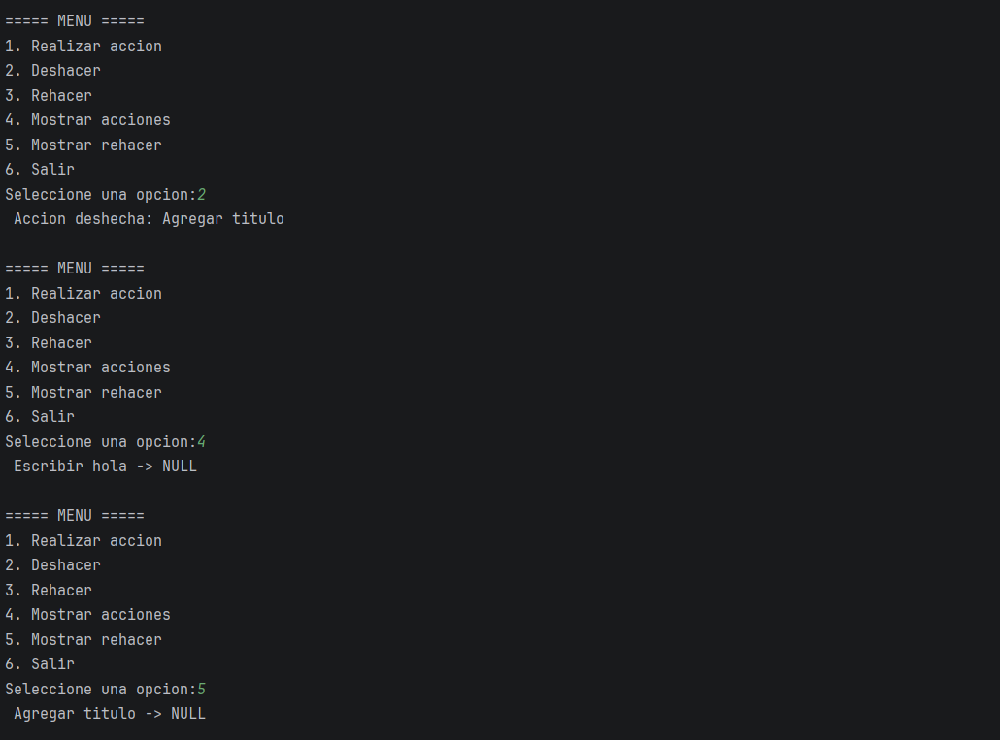 ===== MENU =====
1. Realizar accion
2. Deshacer
3. Rehacer
4. Mostrar acciones
5. Mostrar rehacer
6. Salir
Seleccione una opcion:2
 Accion deshecha: Agregar titulo

===== MENU =====
1. Realizar accion
2. Deshacer
3. Rehacer
4. Mostrar acciones
5. Mostrar rehacer
6. Salir
Seleccione una opcion:4
 Escribir hola -> NULL

===== MENU =====
1. Realizar accion
2. Deshacer
3. Rehacer
4. Mostrar acciones
5. Mostrar rehacer
6. Salir
Seleccione una opcion:5
 Agregar titulo -> NULL